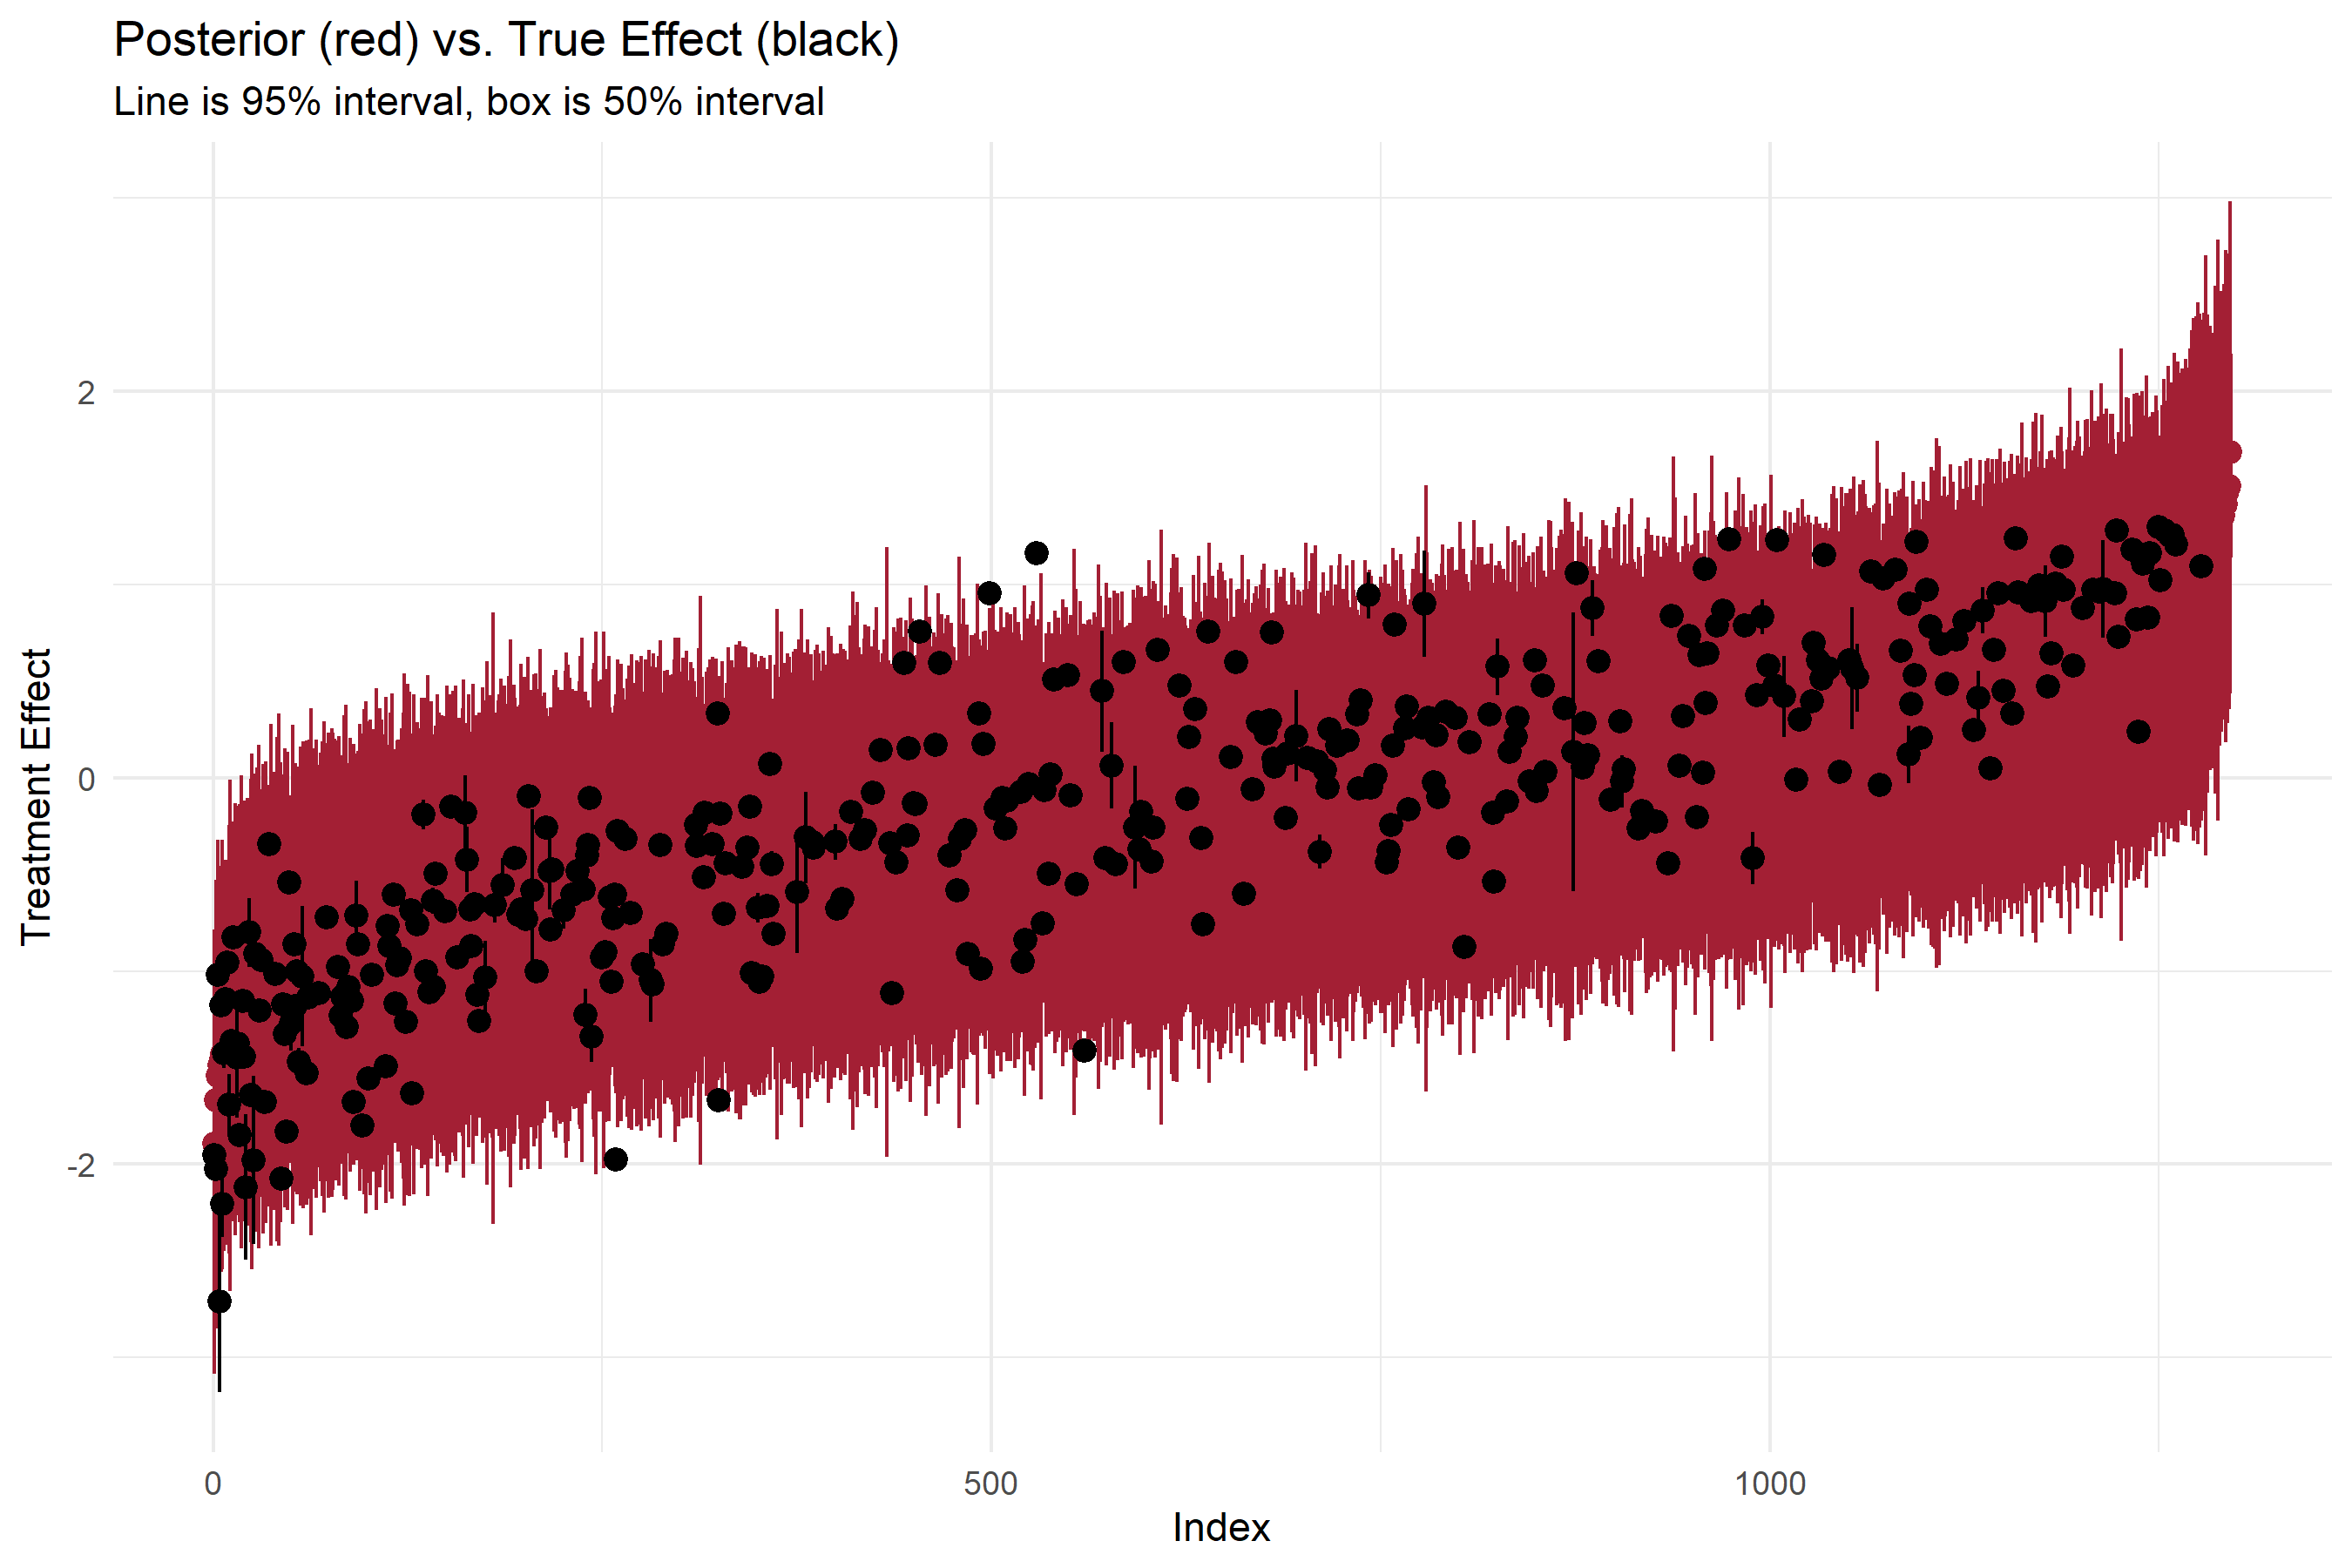 Posterior (red) vs. True Effect (black)
Line is 95% interval, box is 50% interval
Treatment Effect
2
0
-2
0
500
1000
Index